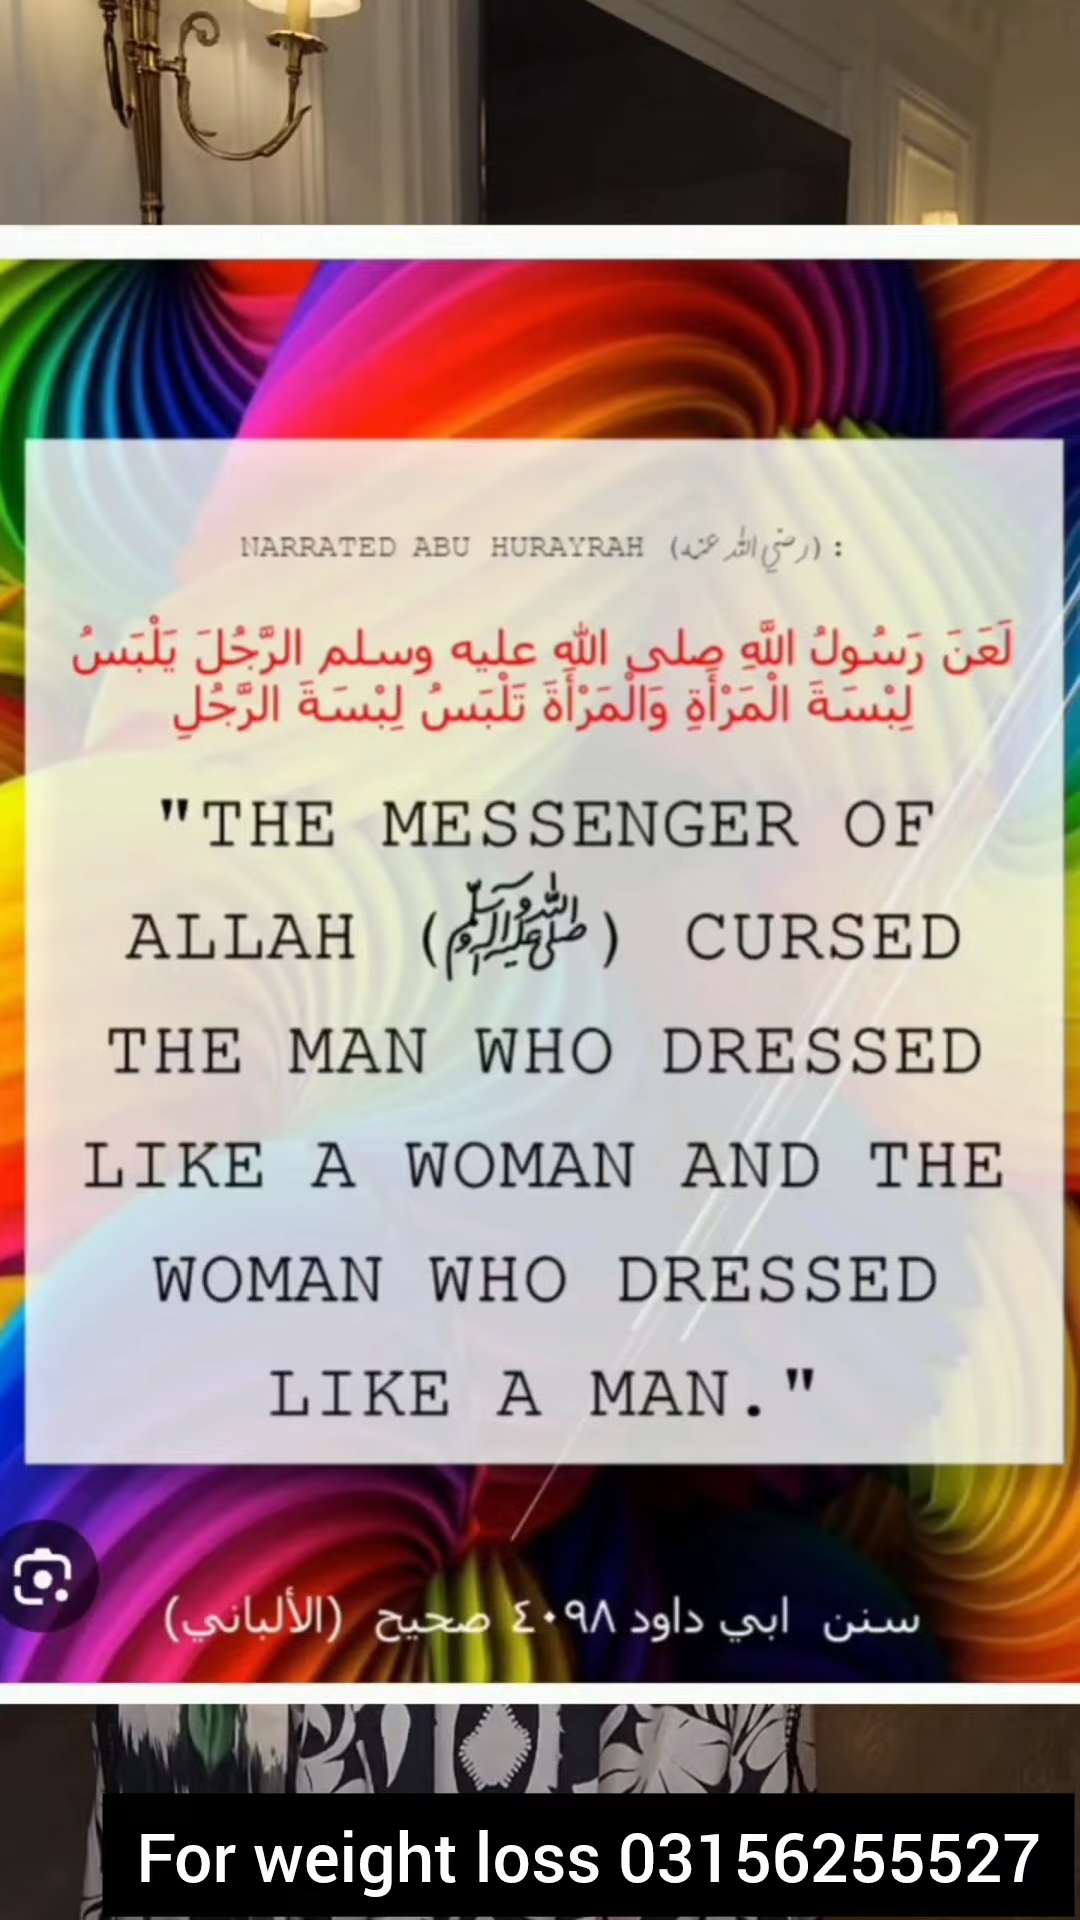 NARRATED ABU HURAYRAH (رضي الله عنه) :
لَعَنَ رَسُولُ اللَّهِ صلى الله عليه وسلم الرَّجُلَ يَلْبَسُ
لِبْسَةَ الْمَرْأَةِ وَالْمَرْأَةَ تَلْبَسُ لِبْسَةَ الرَّجُلِ
"THE MESSENGER OF
ALLAH (ﷺ) CURSED
THE MAN WHO DRESSED
LIKE A WOMAN AND THE
WOMAN WHO DRESSED
LIKE A MAN."
سنن ابي داود ٤٠٩٨ صحيح (الألباني)
For weight loss 03156255527